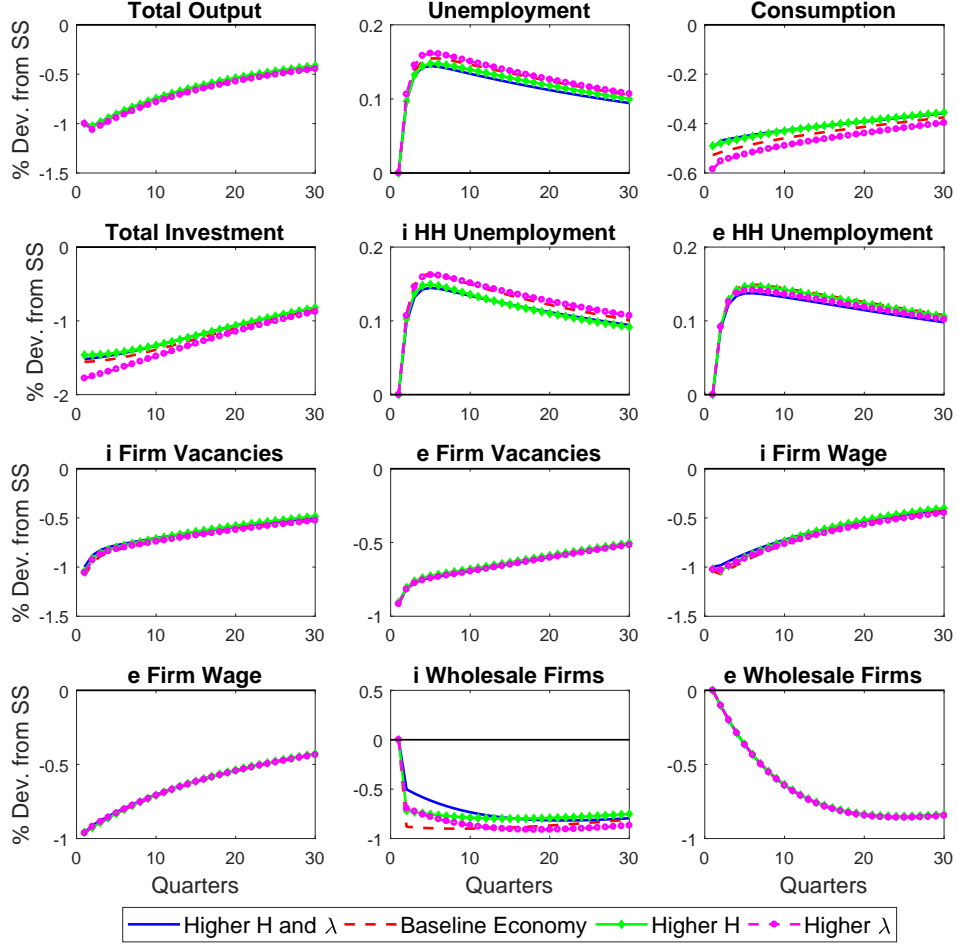 Total Output
Unemployment
Consumption
% Dev. from SS
0
-0.5
-1
-1.5
0 10 20 30
0.2
0.1
0
0 10 20 30
0
-0.2
-0.4
-0.6
0 10 20 30
Total Investment
i HH Unemployment
e HH Unemployment
% Dev. from SS
0
-1
-2
0 10 20 30
0.2
0.1
0
0 10 20 30
0.2
0.1
0
0 10 20 30
i Firm Vacancies
e Firm Vacancies
i Firm Wage
% Dev. from SS
0
-0.5
-1
-1.5
0 10 20 30
0
-0.5
-1
0 10 20 30
0
-0.5
-1
-1.5
0 10 20 30
e Firm Wage
i Wholesale Firms
e Wholesale Firms
% Dev. from SS
0
-0.5
-1
0 10 20 30
0.5
0
-0.5
-1
0 10 20 30
0
-0.5
-1
0 10 20 30
Quarters
Quarters
Quarters
Higher H and λ
Baseline Economy
Higher H
Higher λ